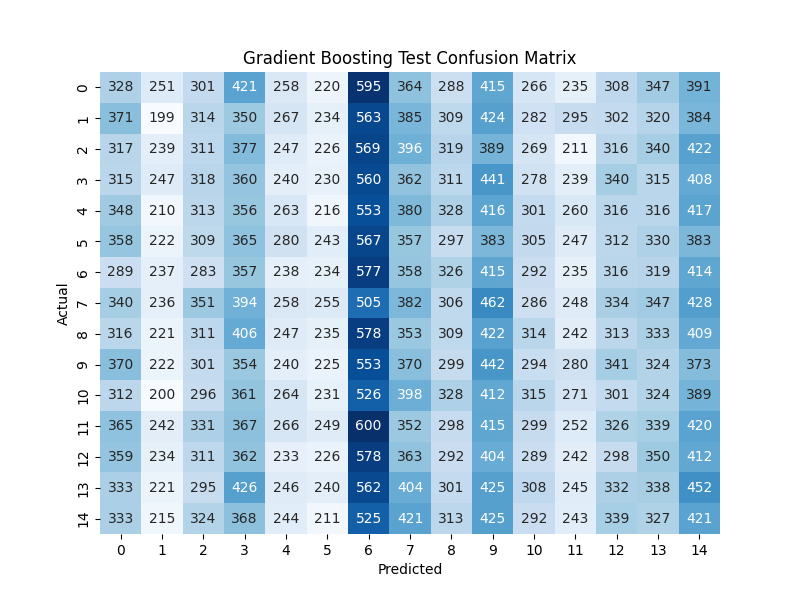 Gradient Boosting Test Confusion Matrix
0 328 251 301 421 258 220 595 364 288 415 266 235 308 347 391
1 371 199 314 350 267 234 563 385 309 424 282 295 302 320 384
2 317 239 311 377 247 226 569 396 319 389 269 211 316 340 422
3 315 247 318 360 240 230 560 362 311 441 278 239 340 315 408
4 348 210 313 356 263 216 553 380 328 416 301 260 316 316 417
5 358 222 309 365 280 243 567 357 297 383 305 247 312 330 383
6 289 237 283 357 238 234 577 358 326 415 292 235 316 319 414
7 340 236 351 394 258 255 505 382 306 462 286 248 334 347 428
8 316 221 311 406 247 235 578 353 309 422 314 242 313 333 409
9 370 222 301 354 240 225 553 370 299 442 294 280 341 324 373
10 312 200 296 361 264 231 526 398 328 412 315 271 301 324 389
11 365 242 331 367 266 249 600 352 298 415 299 252 326 339 420
12 359 234 311 362 233 226 578 363 292 404 289 242 298 350 412
13 333 221 295 426 246 240 562 404 301 425 308 245 332 338 452
14 333 215 324 368 244 211 525 421 313 425 292 243 339 327 421
0 1 2 3 4 5 6 7 8 9 10 11 12 13 14
Predicted
Actual